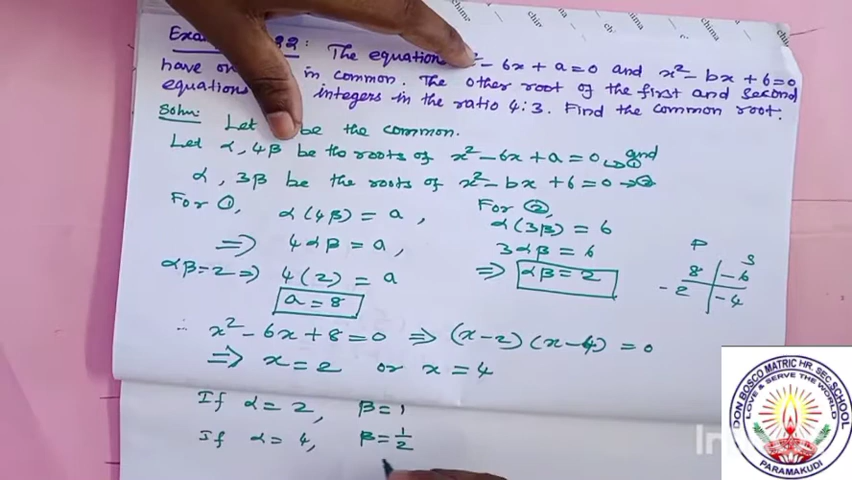 22: The equation - 6x + a = 0 and x² - bx + 6 = 0
have in common. The other root of the first and second
equations integers in the ratio 4:3. Find the common root.
Soln:
Let be the common.
Let α, 4β be the roots of x² - 6x + a = 0 → ① and
α, 3β be the roots of x² - bx + 6 = 0 → ②
For ①, α(4β) = a,
⇒ 4αβ = a,
αβ = 2 ⇒ 4(2) = a
a = 8
For ②,
α(3β) = 6
3αβ = 6
⇒ αβ = 2
P S
8 -6
-2 -4
∴ x² - 6x + 8 = 0 ⇒ (x-2)(x-4) = 0
⇒ x = 2 or x = 4
If α = 2, β = 1
If α = 4, β = 1/2
DON BOSCO MATRIC HR. SEC. SCHOOL
LOVE & SERVE THE WORLD
PARAMAKUDI